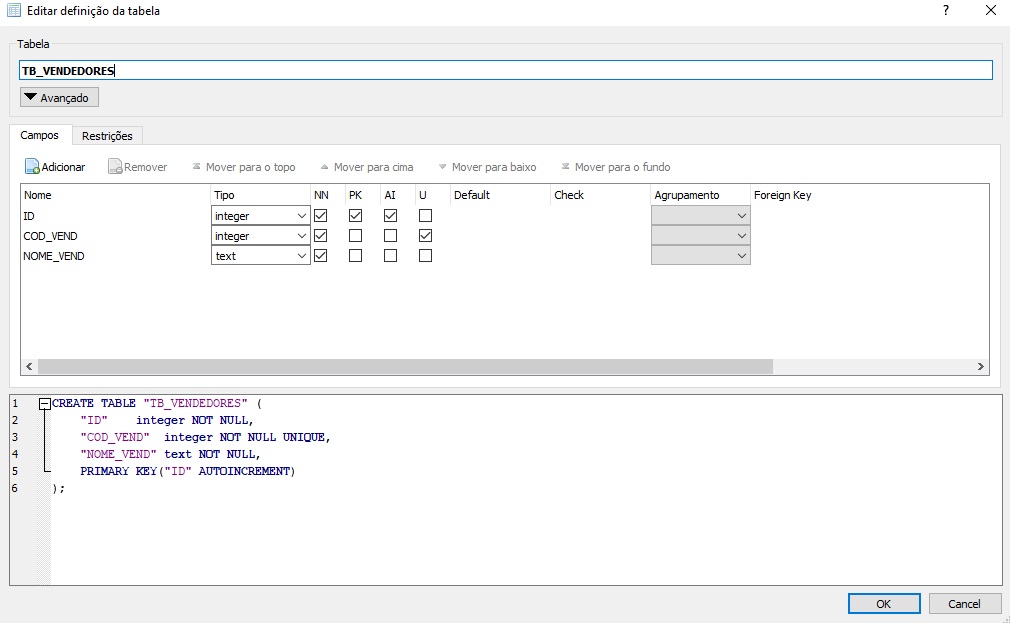 Editar definição da tabela
?
Tabela
TB_VENDEDORES
Avançado
Campos Restrições
Adicionar Remover Mover para o topo Mover para cima Mover para baixo Mover para o fundo
Nome Tipo NN PK AI U Default Check Agrupamento Foreign Key
ID integer
COD_VEND integer
NOME_VEND text
1 CREATE TABLE "TB_VENDEDORES" (
2 "ID" integer NOT NULL,
3 "COD_VEND" integer NOT NULL UNIQUE,
4 "NOME_VEND" text NOT NULL,
5 PRIMARY KEY("ID" AUTOINCREMENT)
6 );
OK Cancel